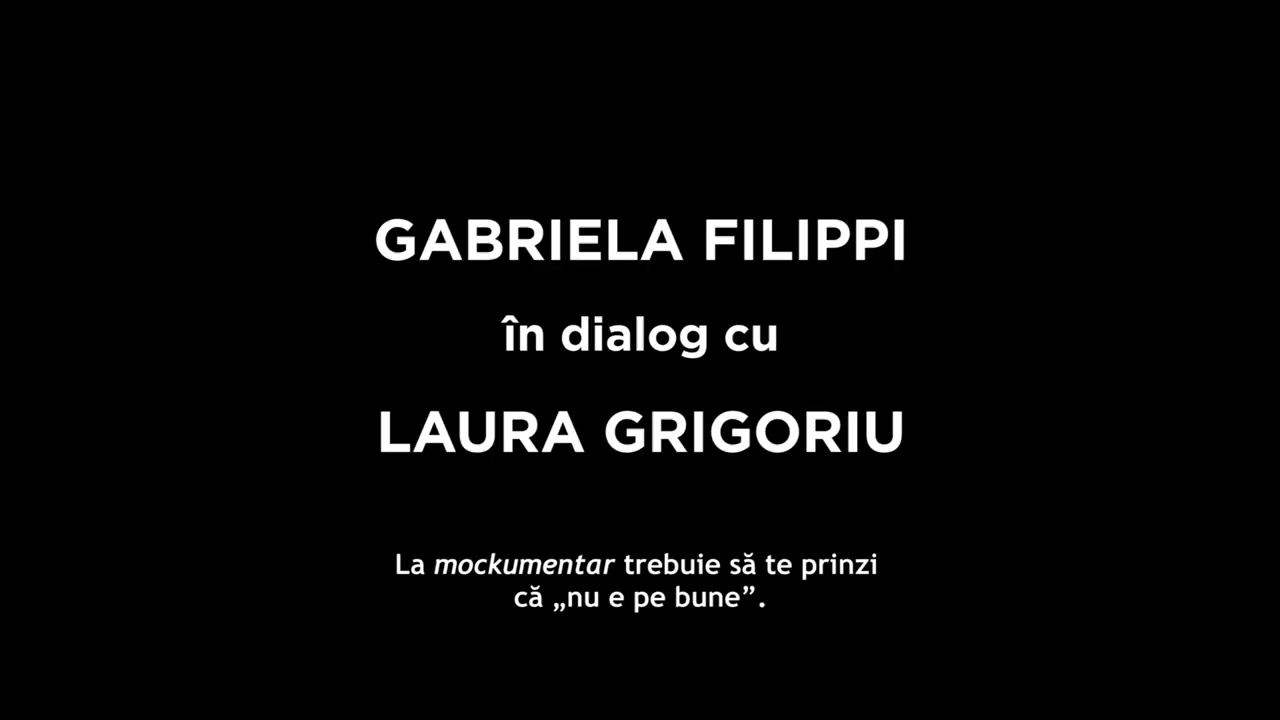 GABRIELA FILIPPI
în dialog cu
LAURA GRIGORIU
La mockumentar trebuie să te prinzi
că „nu e pe bune”.